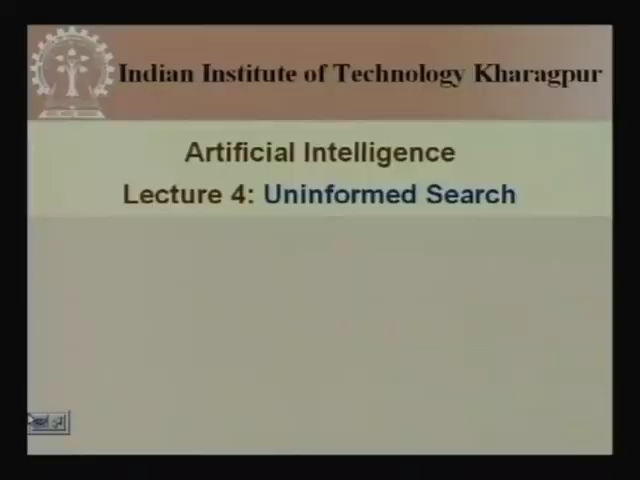 Indian Institute of Technology Kharagpur
Artificial Intelligence
Lecture 4: Uninformed Search